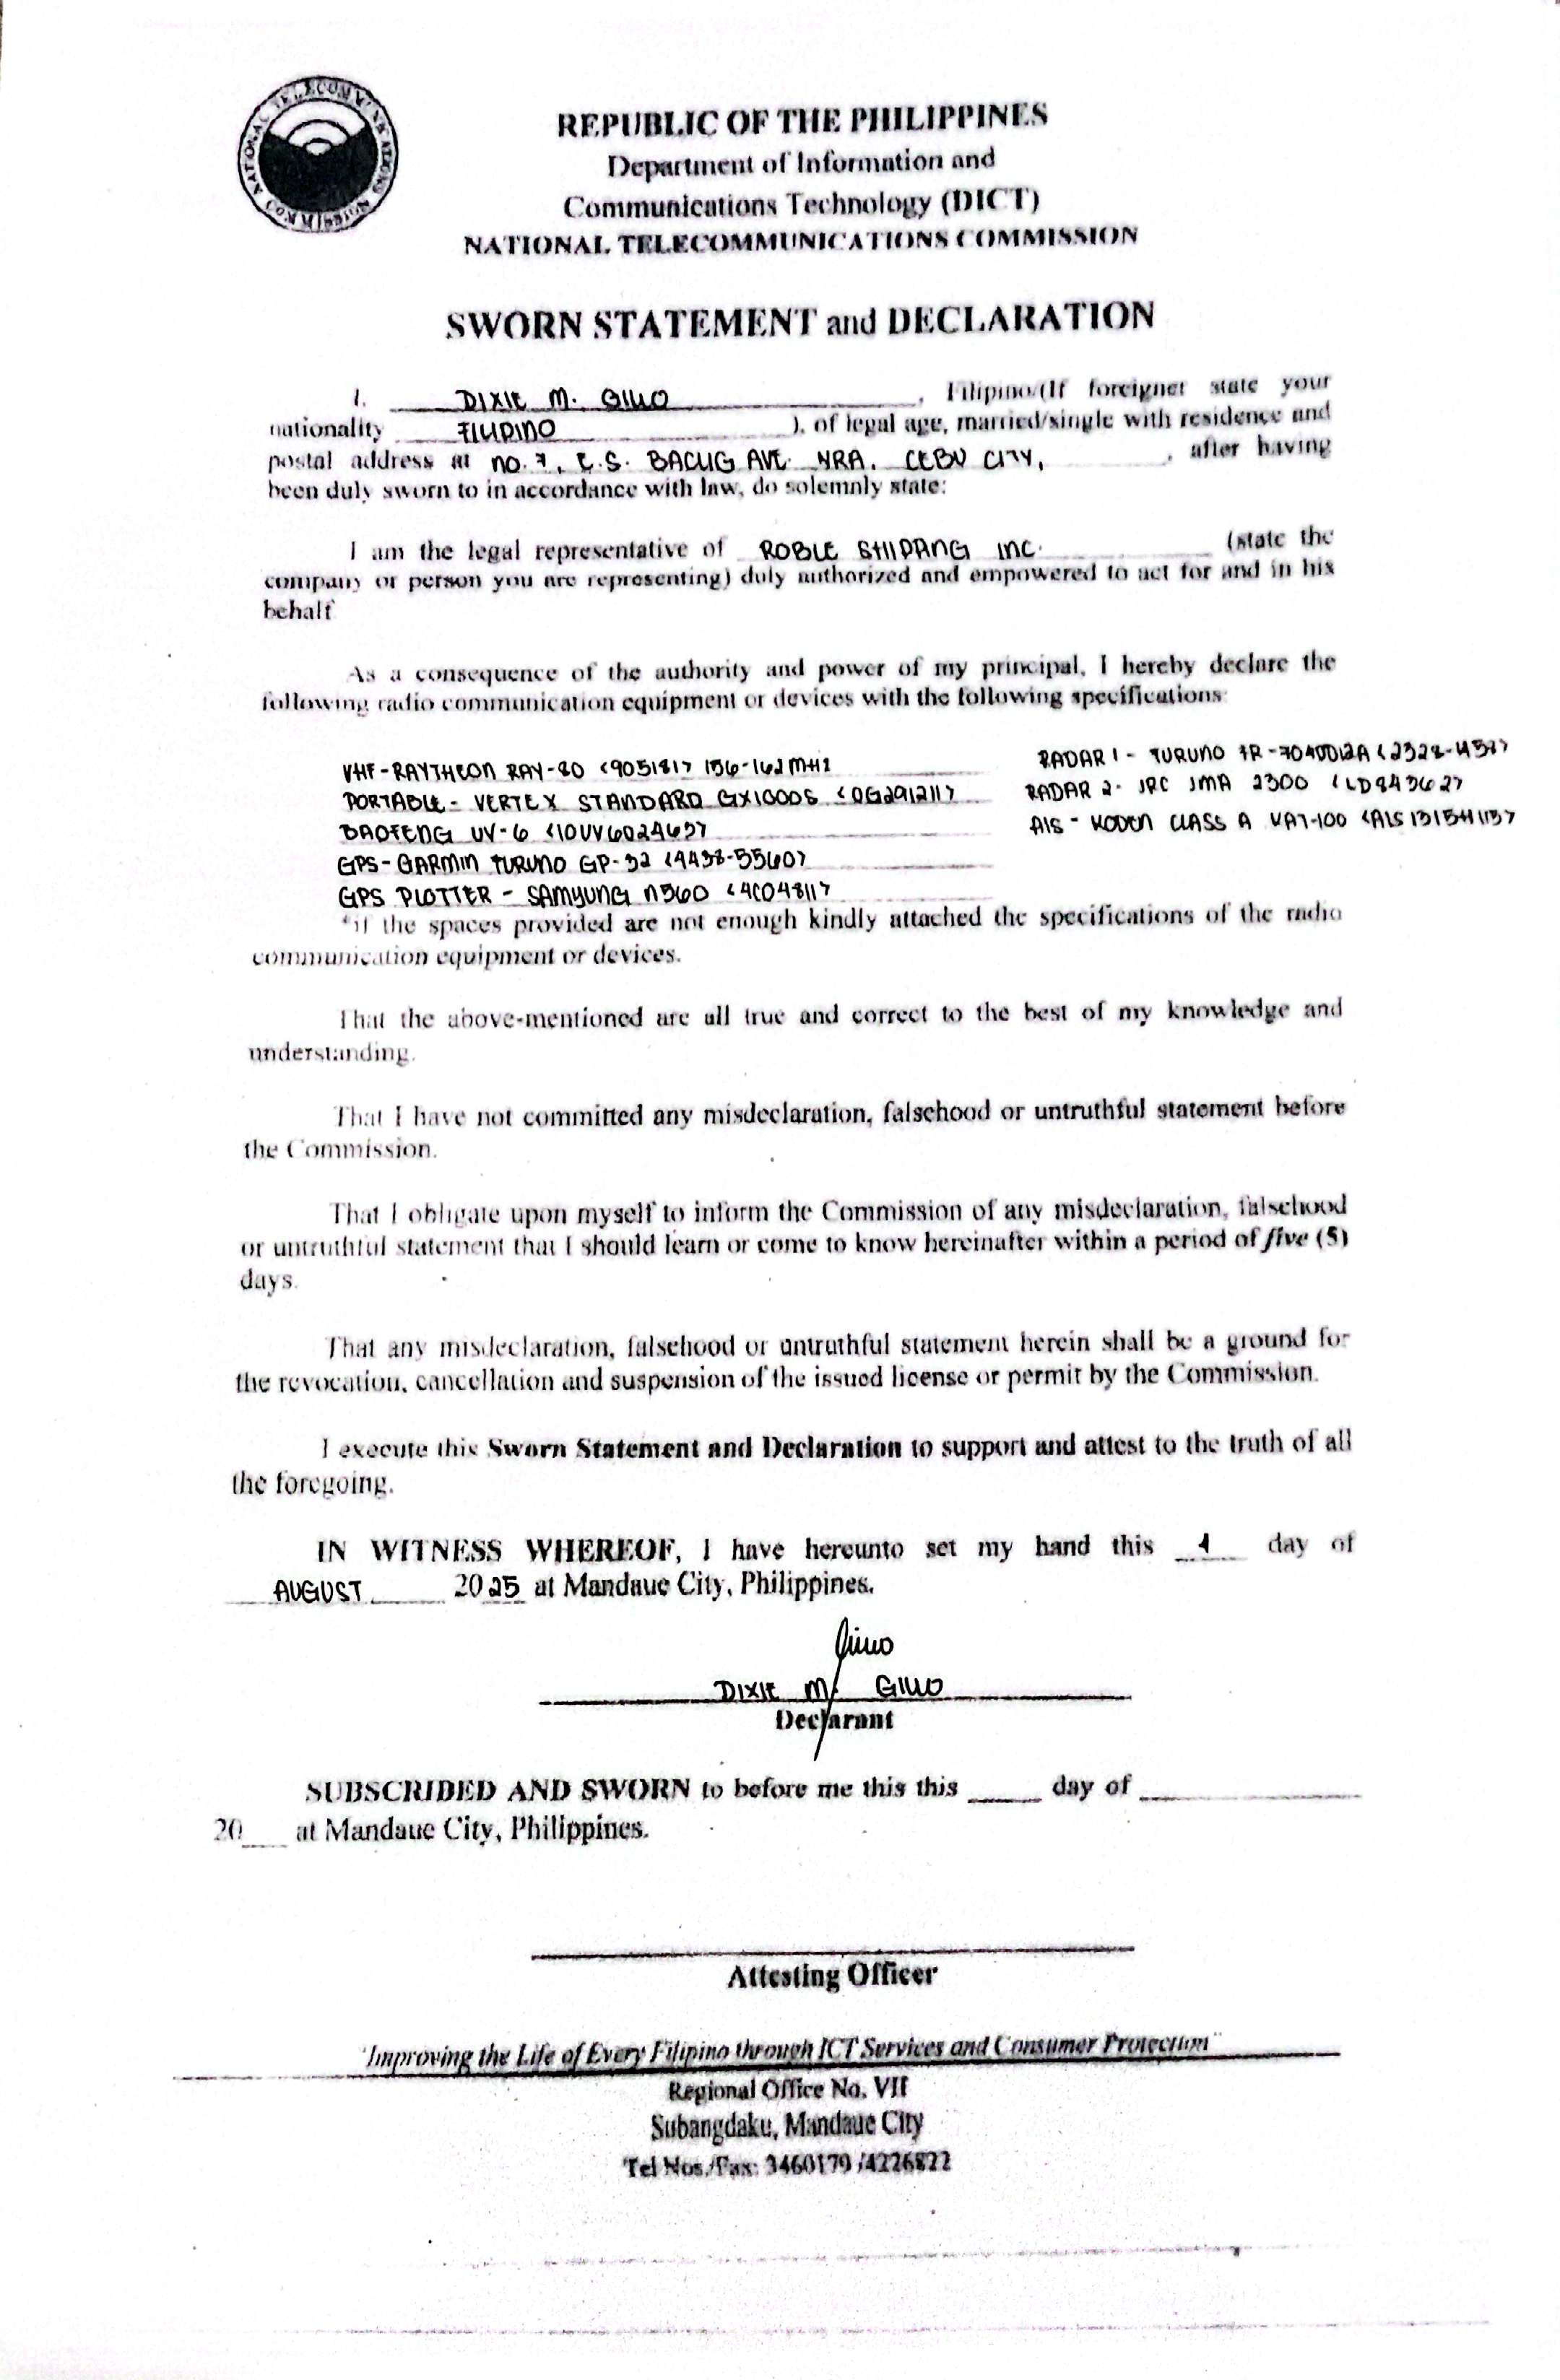 NATIONAL TELECOMMUNICATIONS COMMISSION
REPUBLIC OF THE PHILIPPINES
Department of Information and
Communications Technology (DICT)
NATIONAL TELECOMMUNICATIONS COMMISSION
SWORN STATEMENT and DECLARATION
I, DIXIE M. GILLO, Filipino/(If foreigner state your
nationality FILIPINO), of legal age, married/single with residence and
postal address at NO. 7, E.S. BACLIG AVE. NRA. CEBU CITY, , after having
been duly sworn to in accordance with law, do solemnly state:
I am the legal representative of ROBLE SHIPPING INC. (state the
company or person you are representing) duly authorized and empowered to act for and in his
behalf
As a consequence of the authority and power of my principal, I hereby declare the
following radio communication equipment or devices with the following specifications:
VHF - RAYTHEON RAY-80 <905181> 156-162 MHz
PORTABLE - VERTEX STANDARD GX1600S <0G291211>
BAOFENG UV-6 <10UV6024637>
GPS - GARMIN FURUNO GP-32 <4438-5560>
GPS PLOTTER - SAMYUNG N560 <4C04811>
RADAR 1 - FURUNO FR-7040D12A <2328-4587>
RADAR 2 - JRC JMA 2300 <LD843627>
AIS - KODEN CLASS A KAT-100 <AIS1315H115>
*if the spaces provided are not enough kindly attached the specifications of the radio
communication equipment or devices.
That the above-mentioned are all true and correct to the best of my knowledge and
understanding.
That I have not committed any misdeclaration, falsehood or untruthful statement before
the Commission.
That I obligate upon myself to inform the Commission of any misdeclaration, falsehood
or untruthful statement that I should learn or come to know hereinafter within a period of five (5)
days.
That any misdeclaration, falsehood or untruthful statement herein shall be a ground for
the revocation, cancellation and suspension of the issued license or permit by the Commission.
I execute this Sworn Statement and Declaration to support and attest to the truth of all
the foregoing.
IN WITNESS WHEREOF, I have hereunto set my hand this 1 day of
AUGUST 2025 at Mandaue City, Philippines.
Gillo
DIXIE M. GILLO
Declarant
SUBSCRIBED AND SWORN to before me this this ____ day of ____
20__ at Mandaue City, Philippines.
Attesting Officer
"Improving the Life of Every Filipino through ICT Services and Consumer Protection"
Regional Office No. VII
Subangdaku, Mandaue City
Tel Nos./Fax: 3460179 /4226822